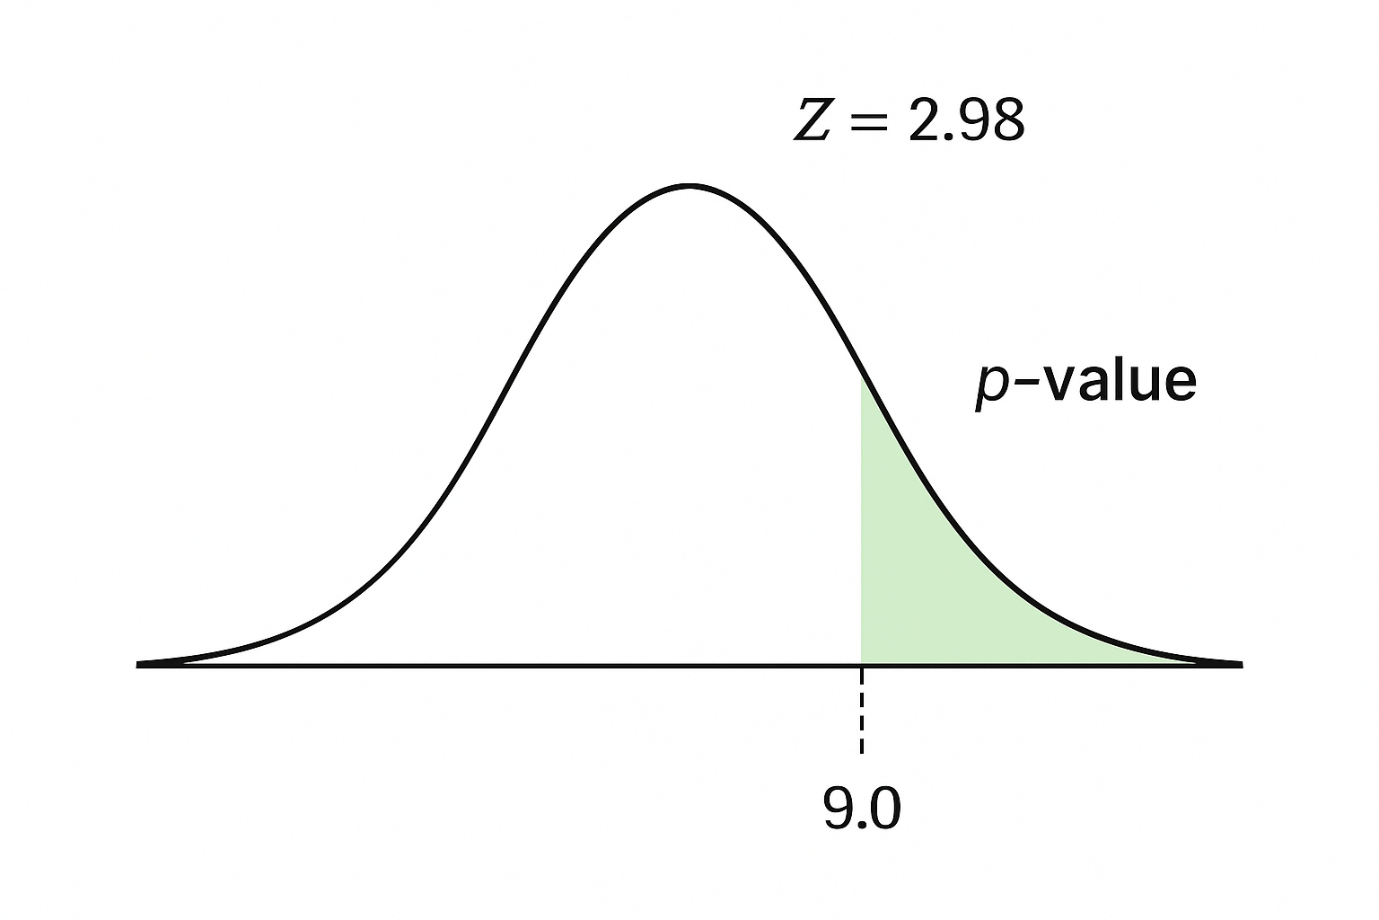 Z = 2.98
p-value
9.0